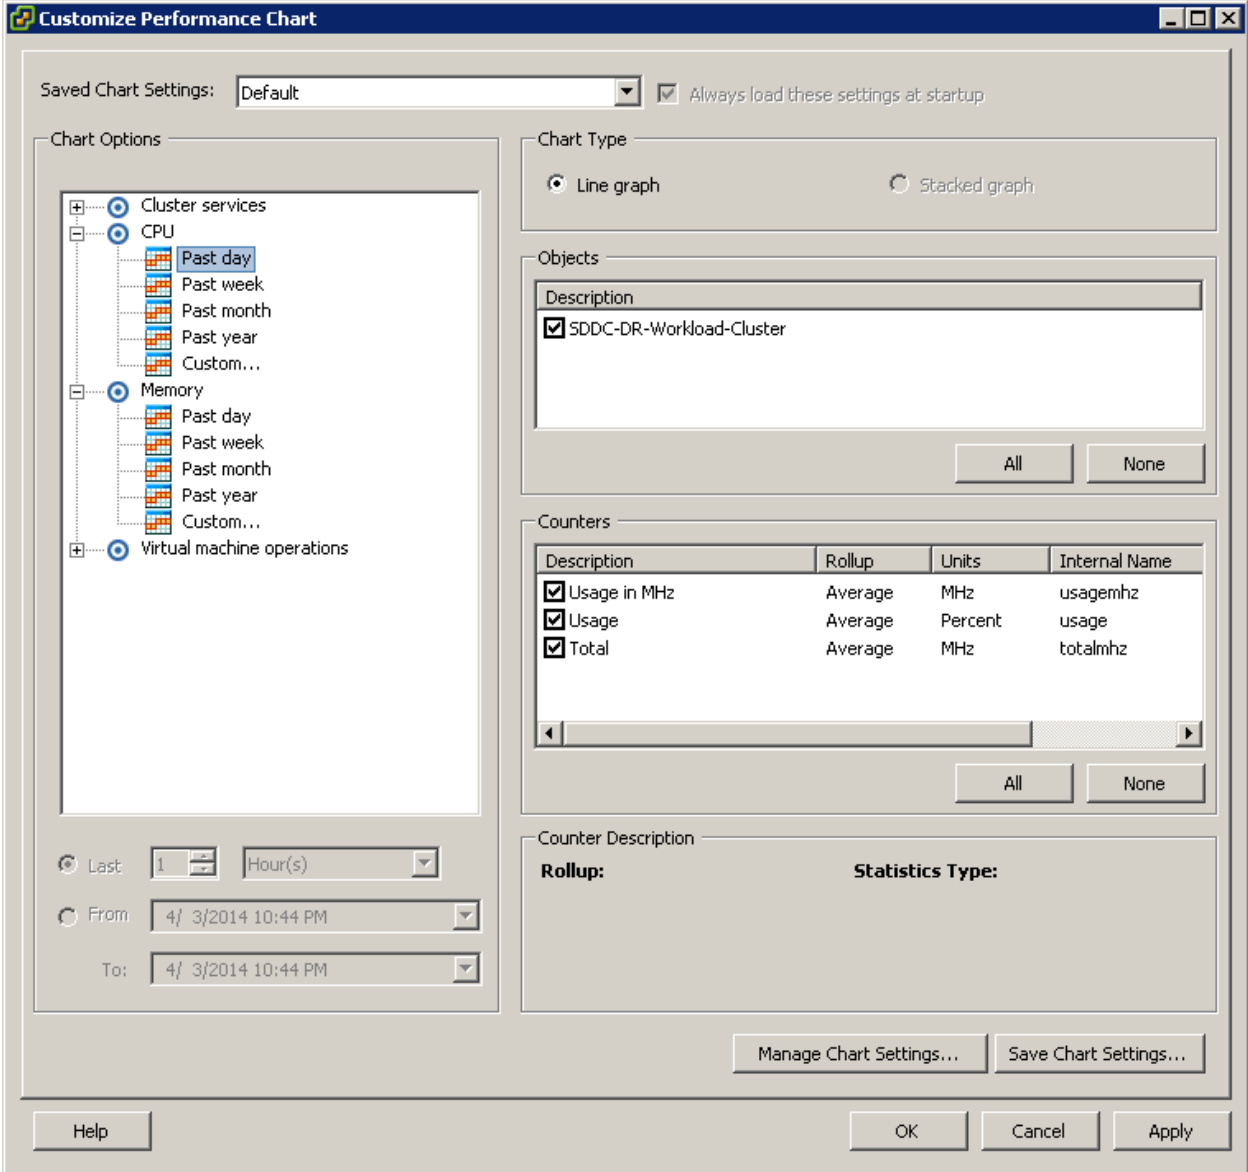 Customize Performance Chart
Saved Chart Settings: Default Always load these settings at startup
Chart Options
Cluster services
CPU
Past day
Past week
Past month
Past year
Custom...
Memory
Past day
Past week
Past month
Past year
Custom...
Virtual machine operations
Last 1 Hour(s)
From 4/ 3/2014 10:44 PM
To: 4/ 3/2014 10:44 PM
Chart Type
Line graph Stacked graph
Objects
Description
SDDC-DR-Workload-Cluster
All None
Counters
Description Rollup Units Internal Name
Usage in MHz Average MHz usagemhz
Usage Average Percent usage
Total Average MHz totalmhz
All None
Counter Description
Rollup: Statistics Type:
Manage Chart Settings... Save Chart Settings...
Help OK Cancel Apply